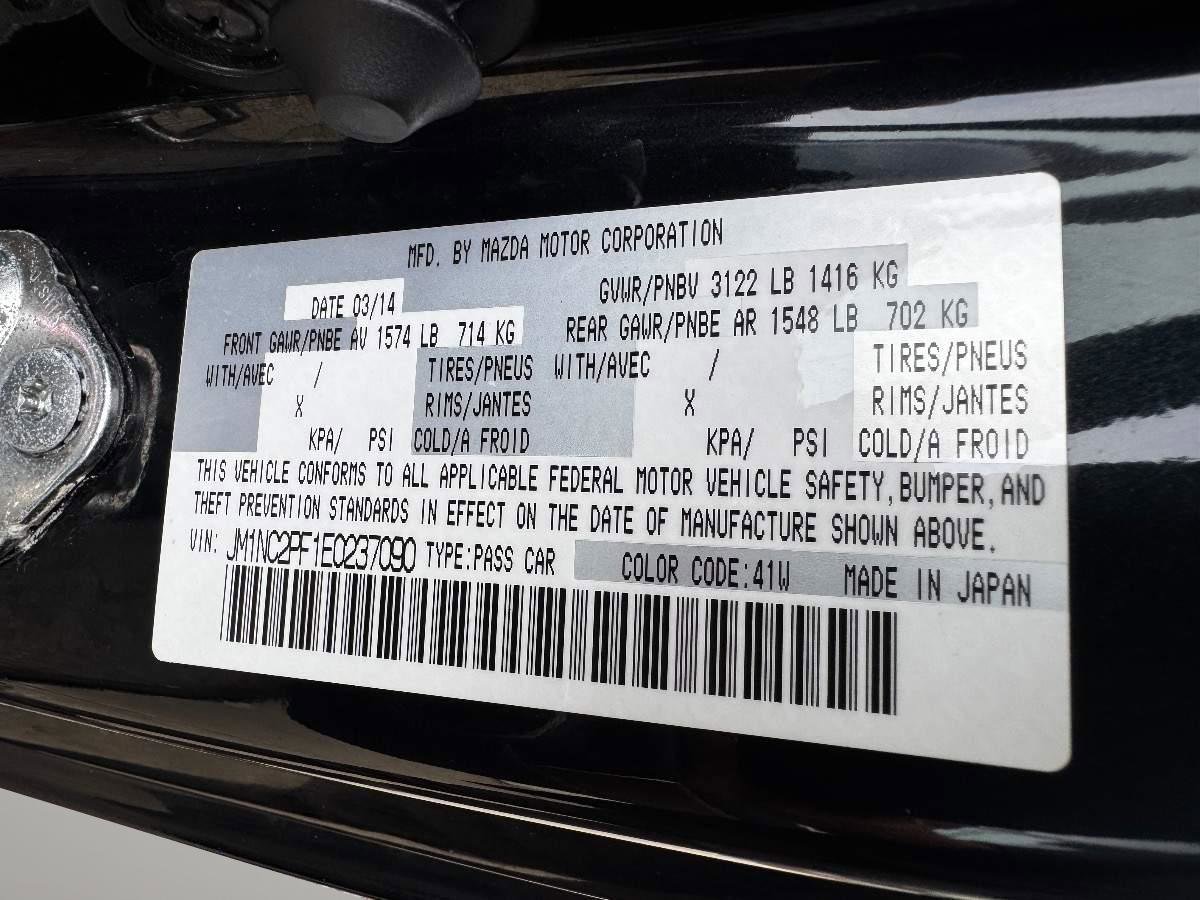 MFD. BY MAZDA MOTOR CORPORATION
DATE 03/14 GVWR/PNBV 3122 LB 1416 KG
FRONT GAWR/PNBE AV 1574 LB 714 KG REAR GAWR/PNBE AR 1548 LB 702 KG
WITH/AVEC / TIRES/PNEUS WITH/AVEC / TIRES/PNEUS
X RIMS/JANTES X RIMS/JANTES
KPA/ PSI COLD/A FROID KPA/ PSI COLD/A FROID
THIS VEHICLE CONFORMS TO ALL APPLICABLE FEDERAL MOTOR VEHICLE SAFETY, BUMPER, AND
THEFT PREVENTION STANDARDS IN EFFECT ON THE DATE OF MANUFACTURE SHOWN ABOVE.
VIN: JM1NC2PF1E0237090 TYPE:PASS CAR COLOR CODE:41W MADE IN JAPAN